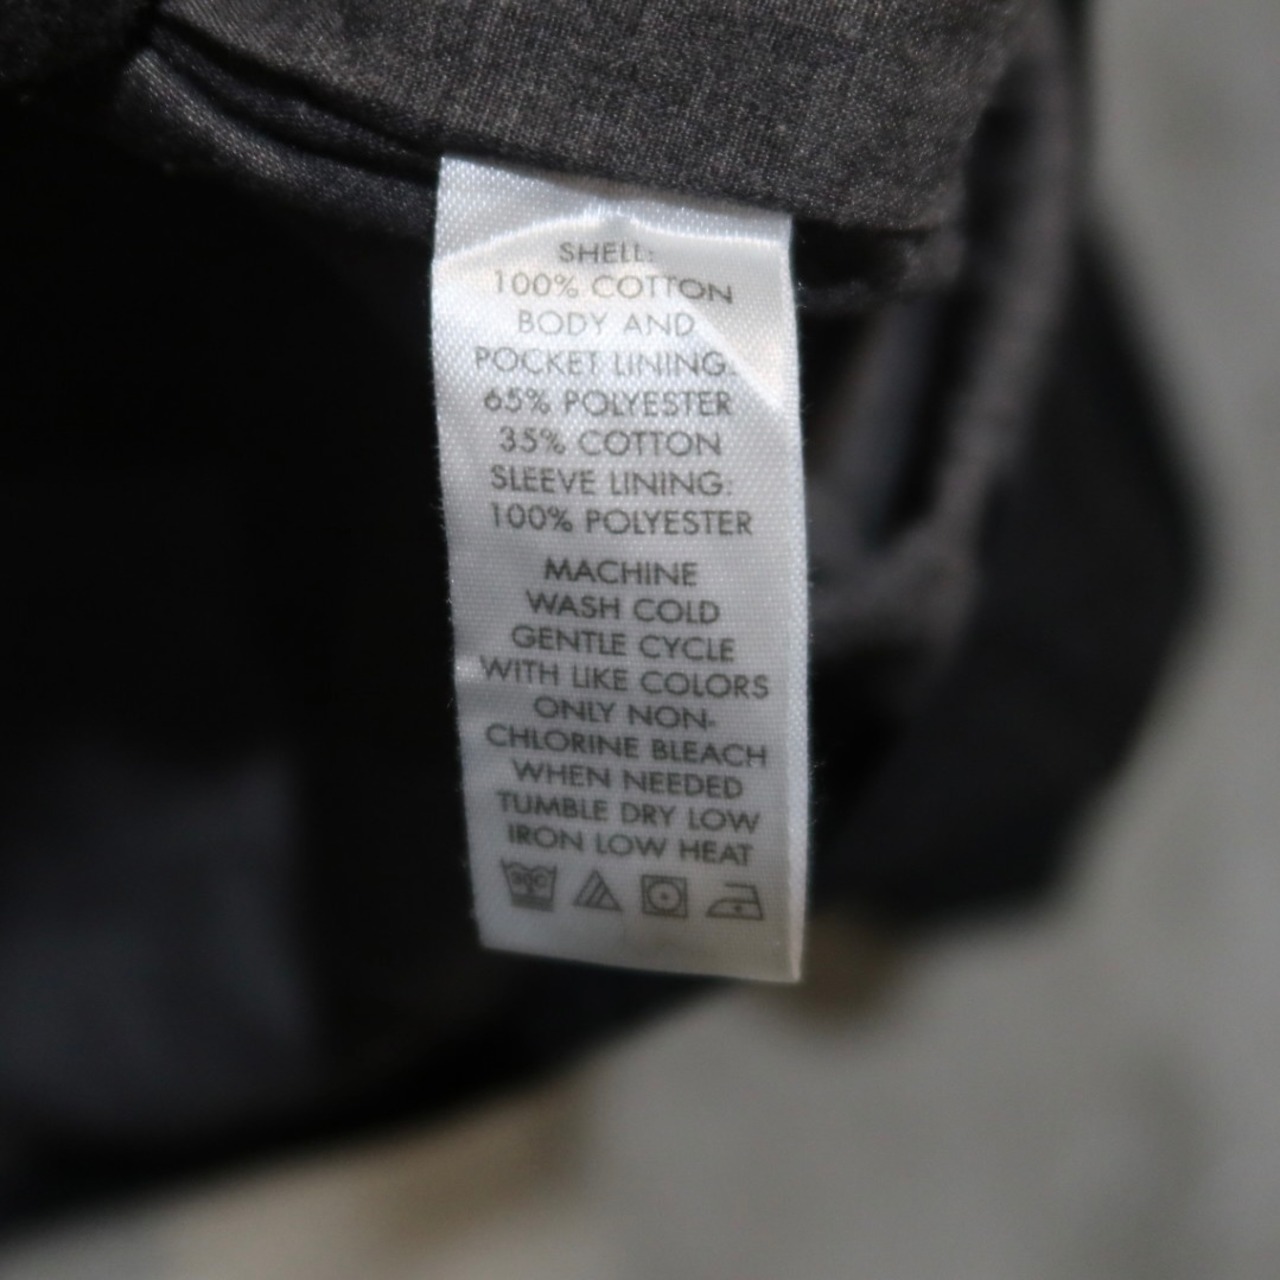 SHELL:
100% COTTON
BODY AND
POCKET LINING:
65% POLYESTER
35% COTTON
SLEEVE LINING:
100% POLYESTER
MACHINE
WASH COLD
GENTLE CYCLE
WITH LIKE COLORS
ONLY NON-
CHLORINE BLEACH
WHEN NEEDED
TUMBLE DRY LOW
IRON LOW HEAT